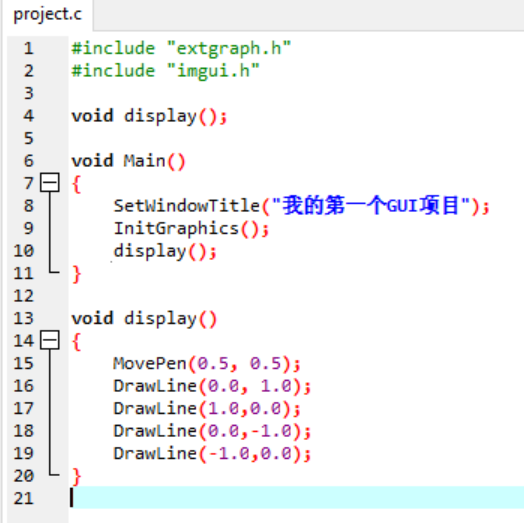 project.c
1 #include "extgraph.h"
2 #include "imgui.h"
3
4 void display();
5
6 void Main()
7 {
8 SetWindowTitle("我的第一个GUI项目");
9 InitGraphics();
10 display();
11 }
12
13 void display()
14 {
15 MovePen(0.5, 0.5);
16 DrawLine(0.0, 1.0);
17 DrawLine(1.0,0.0);
18 DrawLine(0.0,-1.0);
19 DrawLine(-1.0,0.0);
20 }
21